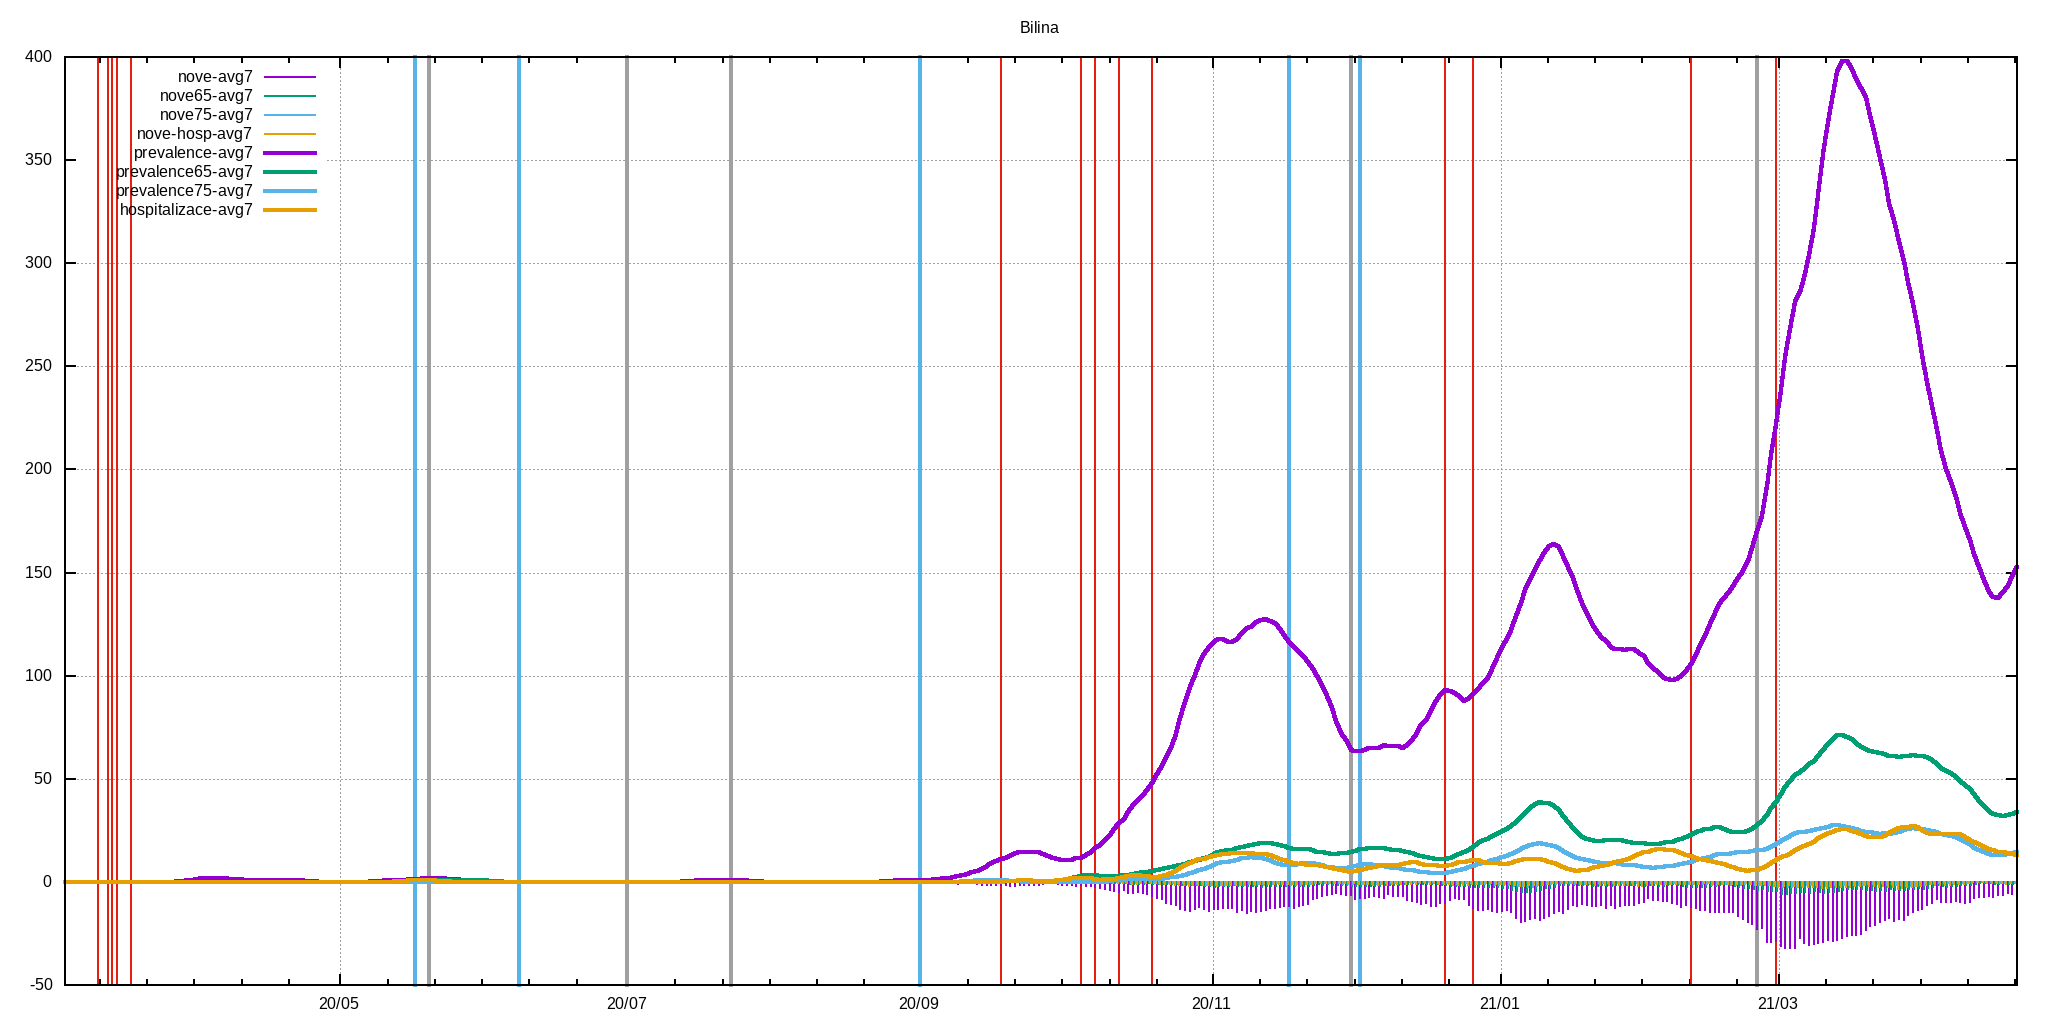 Bilina
400
350
300
250
200
150
100
50
0
-50
nove-avg7
nove65-avg7
nove75-avg7
nove-hosp-avg7
prevalence-avg7
prevalence65-avg7
prevalence75-avg7
hospitalizace-avg7
20/05 20/07 20/09 20/11 21/01 21/03